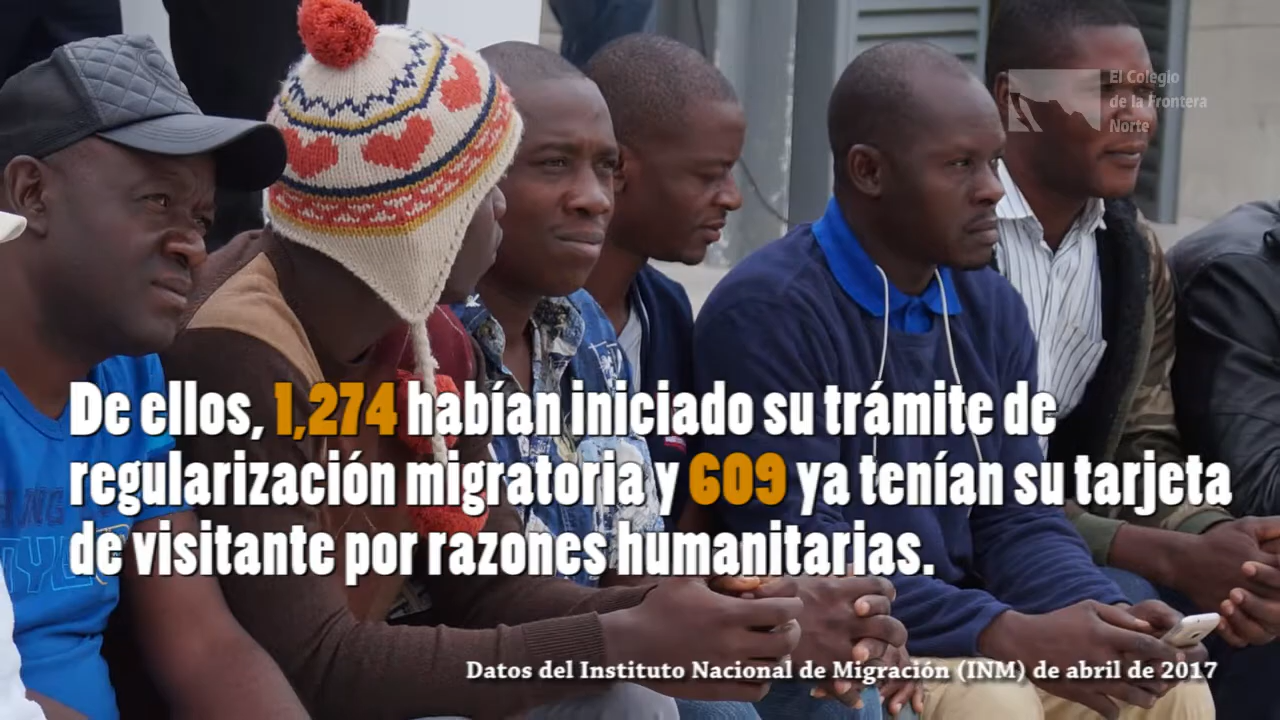 El Colegio
de la Frontera
Norte
De ellos, 1,274 habían iniciado su trámite de
regularización migratoria y 609 ya tenían su tarjeta
de visitante por razones humanitarias.
Datos del Instituto Nacional de Migración (INM) de abril de 2017